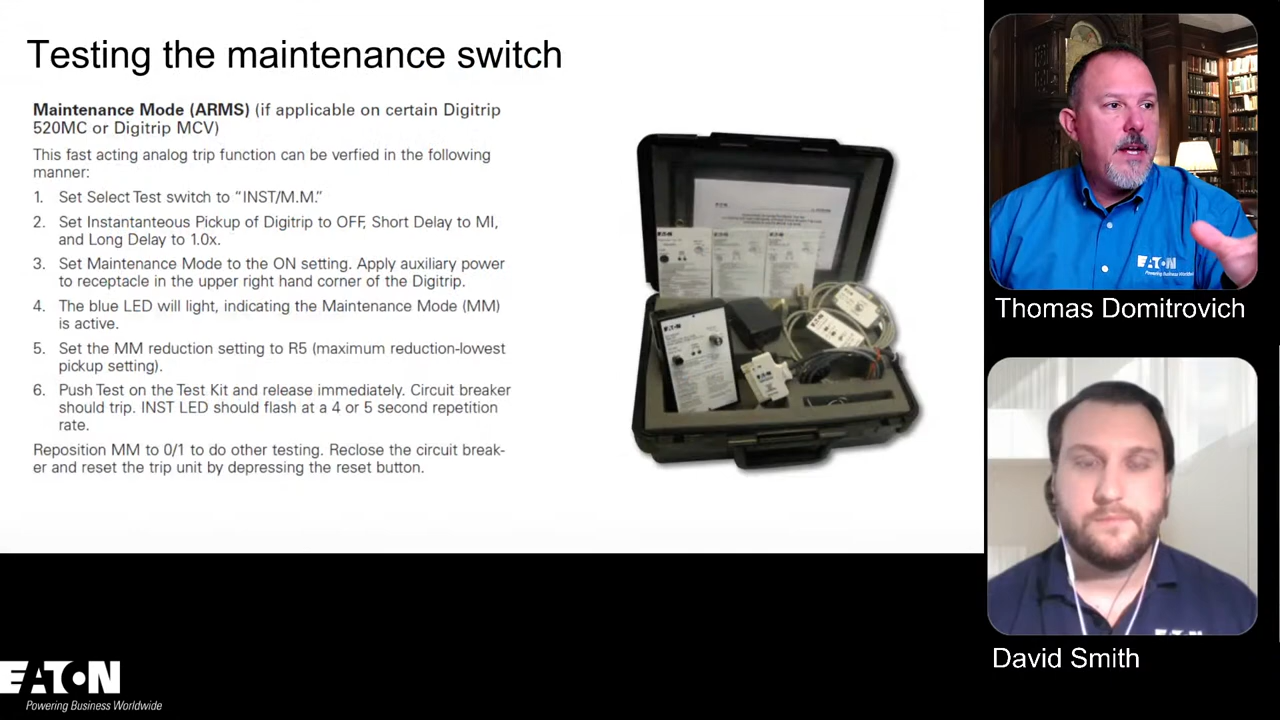 Testing the maintenance switch
Maintenance Mode (ARMS) (if applicable on certain Digitrip
520MC or Digitrip MCV)
This fast acting analog trip function can be verfied in the following
manner:
1. Set Select Test switch to “INST/M.M.”
2. Set Instantaneous Pickup of Digitrip to OFF, Short Delay to MI,
and Long Delay to 1.0x.
3. Set Maintenance Mode to the ON setting. Apply auxiliary power
to receptacle in the upper right hand corner of the Digitrip.
4. The blue LED will light, indicating the Maintenance Mode (MM)
is active.
5. Set the MM reduction setting to R5 (maximum reduction-lowest
pickup setting).
6. Push Test on the Test Kit and release immediately. Circuit breaker
should trip. INST LED should flash at a 4 or 5 second repetition
rate.
Reposition MM to 0/1 to do other testing. Reclose the circuit break-
er and reset the trip unit by depressing the reset button.
EATON
EATON
EATON
Powering Business Worldwide
Thomas Domitrovich
David Smith
EATON
Powering Business Worldwide